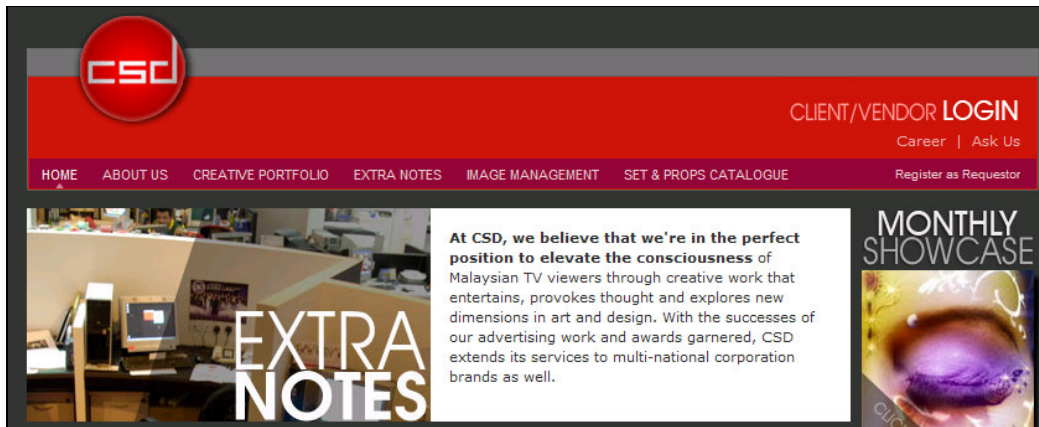 csd
CLIENT/VENDOR LOGIN
Career | Ask Us
HOME ABOUT US CREATIVE PORTFOLIO EXTRA NOTES IMAGE MANAGEMENT SET & PROPS CATALOGUE Register as Requestor
EXTRA
NOTES
At CSD, we believe that we're in the perfect
position to elevate the consciousness of
Malaysian TV viewers through creative work that
entertains, provokes thought and explores new
dimensions in art and design. With the successes of
our advertising work and awards garnered, CSD
extends its services to multi-national corporation
brands as well.
MONTHLY
SHOWCASE